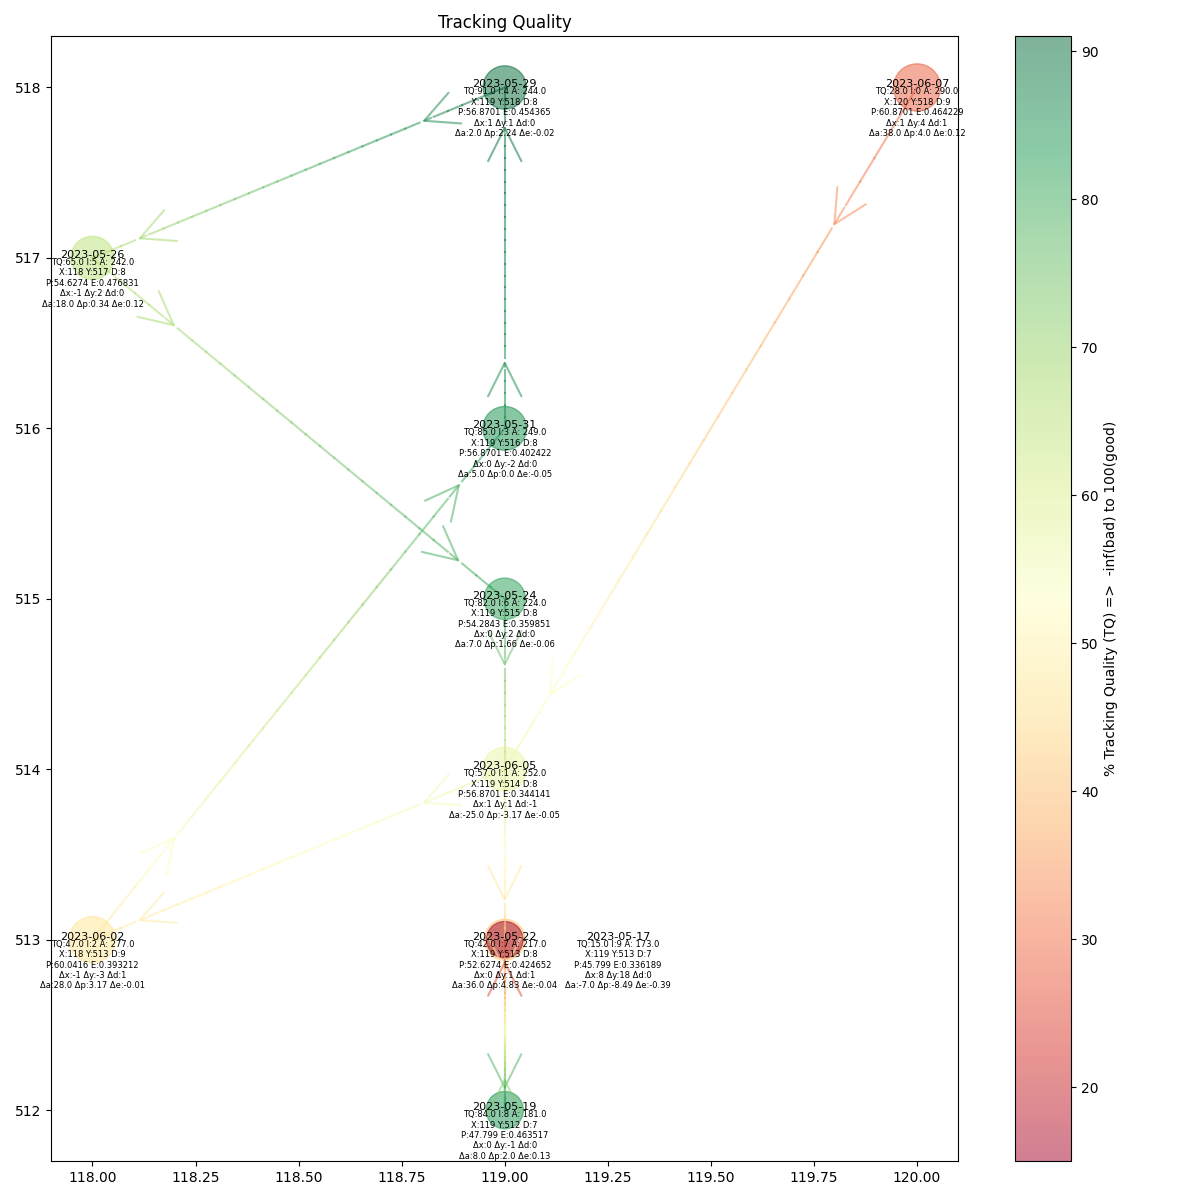 Tracking Quality
518
517
516
515
514
513
512
118.00
118.25
118.50
118.75
119.00
119.25
119.50
119.75
120.00
2023-05-29
TQ:91.0 I:4 A: 244.0
X:119 Y:518 D:8
P:56.8701 E:0.454365
Δx:1 Δy:1 Δd:0
Δa:2.0 Δp:2.24 Δe:-0.02
2023-06-07
TQ:28.0 I:0 A: 290.0
X:120 Y:518 D:9
P:60.8701 E:0.464229
Δx:1 Δy:4 Δd:1
Δa:38.0 Δp:4.0 Δe:0.12
2023-05-26
TQ:65.0 I:5 A: 242.0
X:118 Y:517 D:8
P:54.6274 E:0.476831
Δx:-1 Δy:2 Δd:0
Δa:18.0 Δp:0.34 Δe:0.12
2023-05-31
TQ:85.0 I:3 A: 249.0
X:119 Y:516 D:8
P:56.8701 E:0.402422
Δx:0 Δy:-2 Δd:0
Δa:5.0 Δp:0.0 Δe:-0.05
2023-05-24
TQ:82.0 I:6 A: 224.0
X:119 Y:515 D:8
P:54.2843 E:0.359851
Δx:0 Δy:2 Δd:0
Δa:7.0 Δp:1.66 Δe:-0.06
2023-06-05
TQ:57.0 I:1 A: 252.0
X:119 Y:514 D:8
P:56.8701 E:0.344141
Δx:1 Δy:1 Δd:-1
Δa:-25.0 Δp:-3.17 Δe:-0.05
2023-06-02
TQ:47.0 I:2 A: 277.0
X:118 Y:513 D:9
P:60.0416 E:0.393212
Δx:-1 Δy:-3 Δd:1
Δa:28.0 Δp:3.17 Δe:-0.01
2023-05-22
TQ:42.0 I:7 A: 217.0
X:119 Y:513 D:8
P:52.6274 E:0.424652
Δx:0 Δy:1 Δd:1
Δa:36.0 Δp:4.83 Δe:-0.04
2023-05-17
TQ:15.0 I:9 A: 173.0
X:119 Y:513 D:7
P:45.799 E:0.336189
Δx:8 Δy:18 Δd:0
Δa:-7.0 Δp:-8.49 Δe:-0.39
2023-05-19
TQ:84.0 I:8 A: 181.0
X:119 Y:512 D:7
P:47.799 E:0.463517
Δx:0 Δy:-1 Δd:0
Δa:8.0 Δp:2.0 Δe:0.13
90
80
70
60
50
40
30
20
% Tracking Quality (TQ) => -inf(bad) to 100(good)